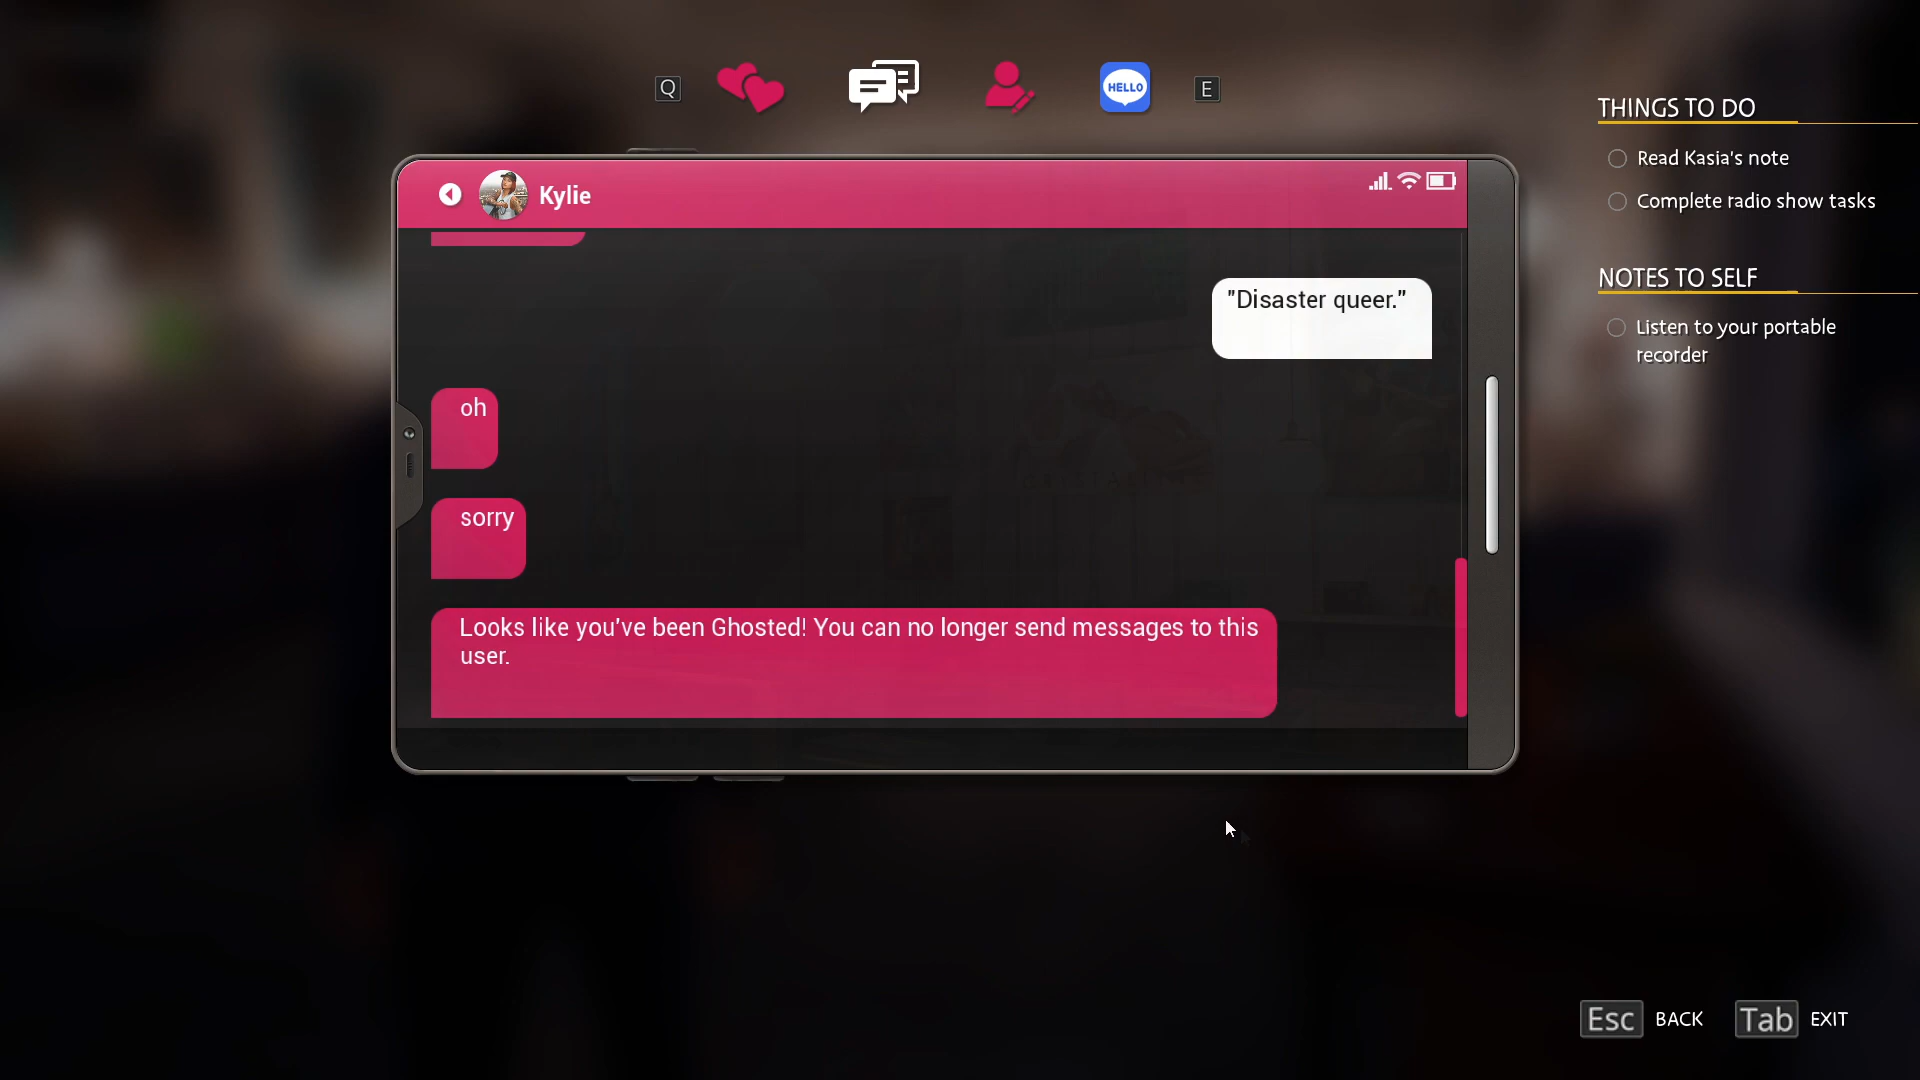 Q
HELLO
E
THINGS TO DO
Read Kasia's note
Complete radio show tasks
NOTES TO SELF
Listen to your portable
recorder
Kylie
"Disaster queer."
oh
sorry
Looks like you've been Ghosted! You can no longer send messages to this
user.
Esc BACK Tab EXIT